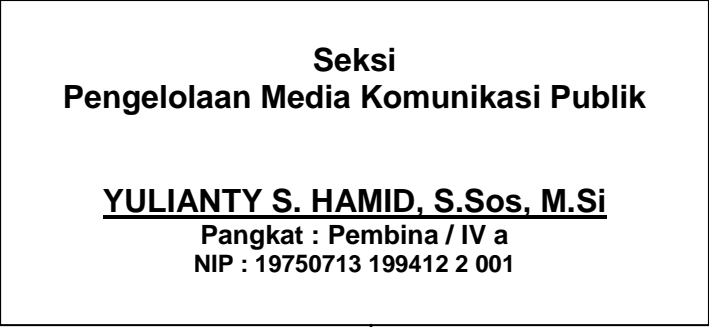 Seksi
Pengelolaan Media Komunikasi Publik
YULIANTY S. HAMID, S.Sos, M.Si
Pangkat : Pembina / IV a
NIP : 19750713 199412 2 001